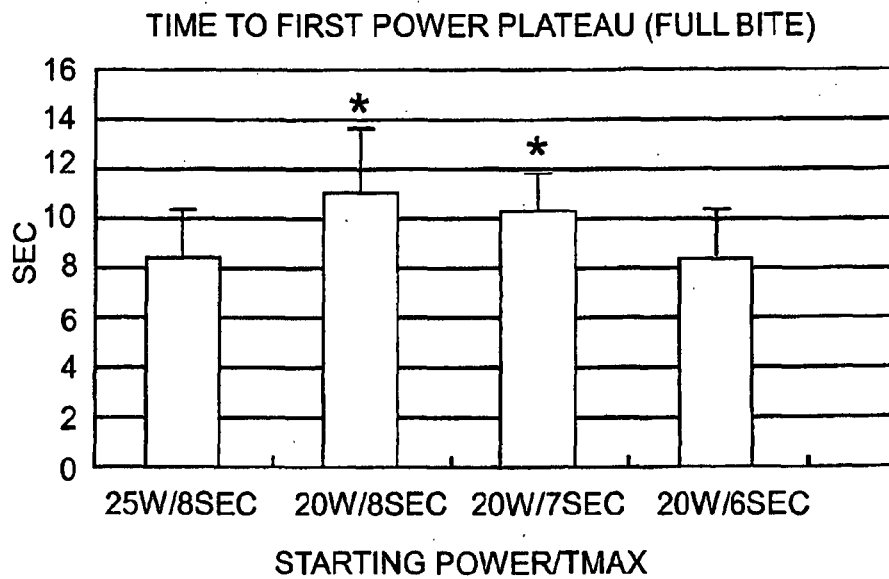 TIME TO FIRST POWER PLATEAU (FULL BITE)
16
14
12
10
8
6
4
2
0
SEC
*
*
25W/8SEC 20W/8SEC 20W/7SEC 20W/6SEC
STARTING POWER/TMAX